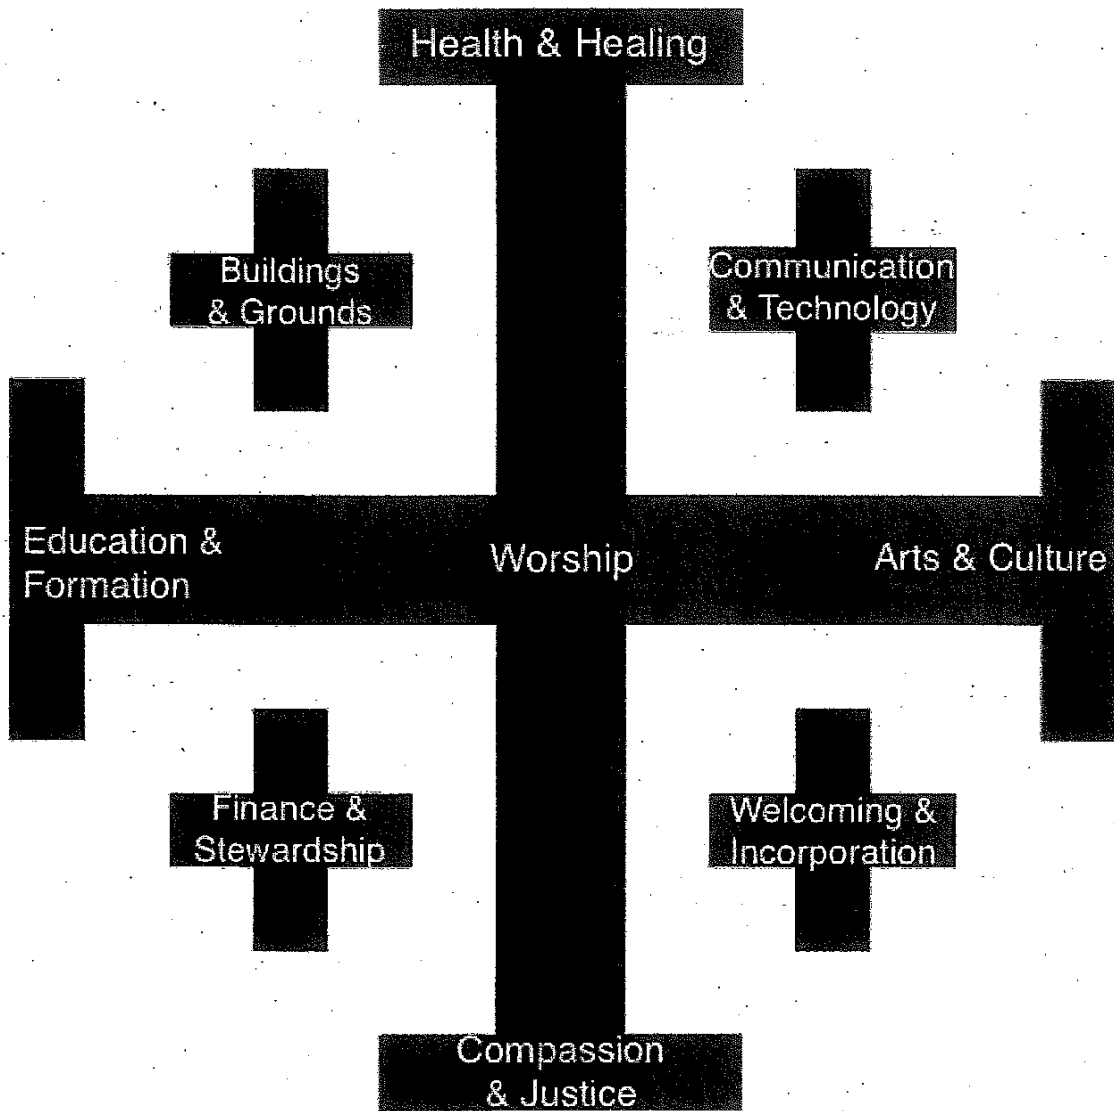 Health & Healing
Buildings
& Grounds
Communication
& Technology
Education &
Formation
Worship
Arts & Culture
Finance &
Stewardship
Welcoming &
Incorporation
Compassion
& Justice